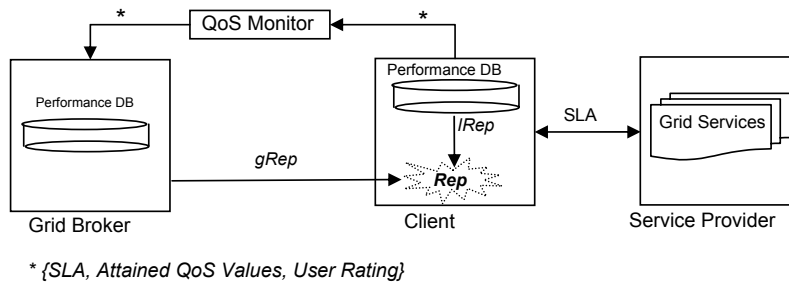 *
QoS Monitor
*
Performance DB
Performance DB
lRep
SLA
Grid Services
gRep
Rep
Grid Broker
Client
Service Provider
* {SLA, Attained QoS Values, User Rating}